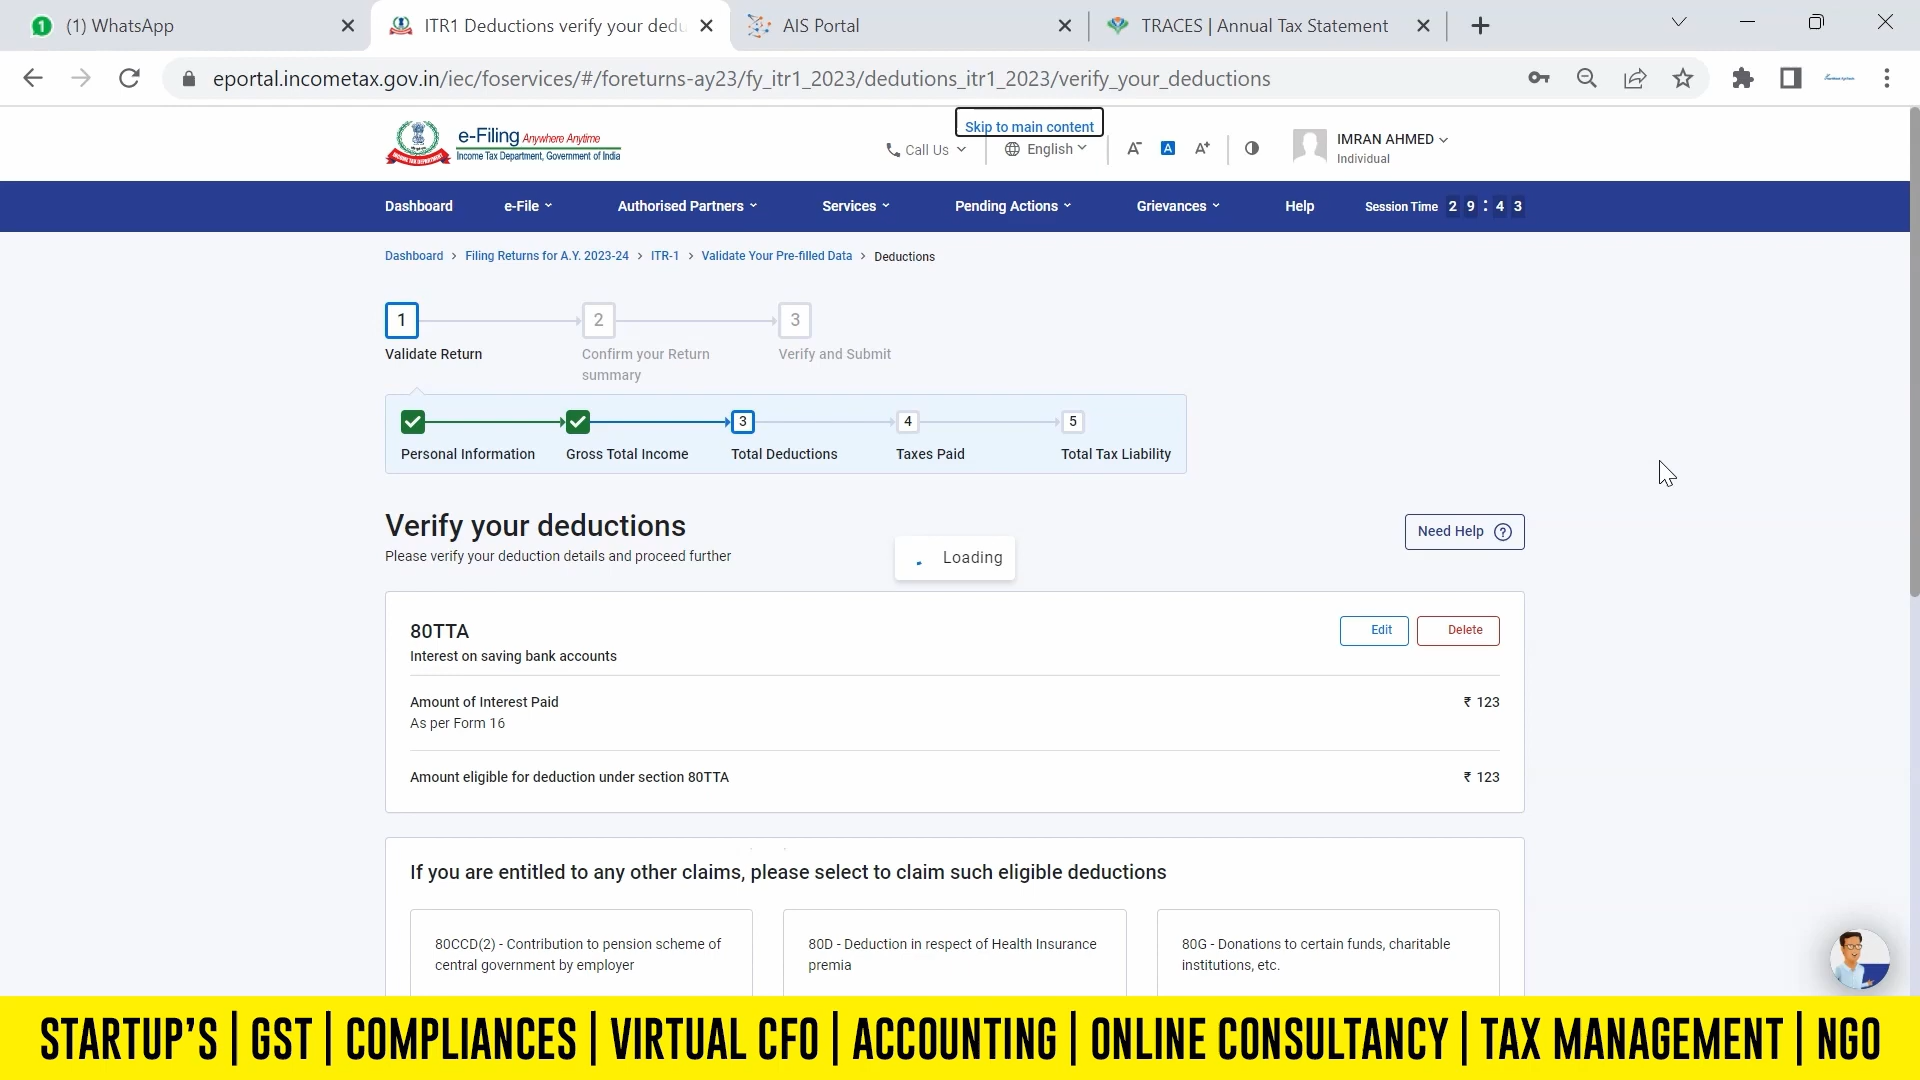 1 (1) WhatsApp
ITR1 Deductions verify your dedu
AIS Portal
TRACES | Annual Tax Statement
eportal.incometax.gov.in/iec/foservices/#/foreturns-ay23/fy_itr1_2023/dedutions_itr1_2023/verify_your_deductions
Skip to main content
e-Filing Anywhere Anytime
Income Tax Department, Government of India
Call Us
English
A-
A
A+
IMRAN AHMED
Individual
Dashboard e-File Authorised Partners Services Pending Actions Grievances Help Session Time 2 9 : 4 3
Dashboard > Filing Returns for A.Y. 2023-24 > ITR-1 > Validate Your Pre-filled Data > Deductions
1 2 3
Validate Return
Confirm your Return
summary
Verify and Submit
3 4 5
Personal Information Gross Total Income Total Deductions Taxes Paid Total Tax Liability
Verify your deductions
Please verify your deduction details and proceed further
Need Help ?
Loading
80TTA
Interest on saving bank accounts
Edit Delete
Amount of Interest Paid ₹ 123
As per Form 16
Amount eligible for deduction under section 80TTA ₹ 123
If you are entitled to any other claims, please select to claim such eligible deductions
80CCD(2) - Contribution to pension scheme of
central government by employer
80D - Deduction in respect of Health Insurance
premia
80G - Donations to certain funds, charitable
institutions, etc.
STARTUP'S | GST | COMPLIANCES | VIRTUAL CFO | ACCOUNTING | ONLINE CONSULTANCY | TAX MANAGEMENT | NGO